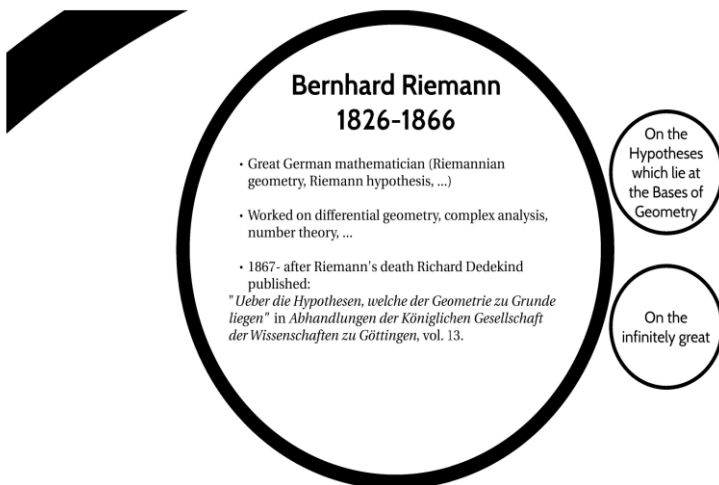 Bernhard Riemann
1826-1866
• Great German mathematician (Riemannian
geometry, Riemann hypothesis, ...)
• Worked on differential geometry, complex analysis,
number theory, ...
• 1867- after Riemann's death Richard Dedekind
published:
"Ueber die Hypothesen, welche der Geometrie zu Grunde
liegen" in Abhandlungen der Königlichen Gesellschaft
der Wissenschaften zu Göttingen, vol. 13.
On the
Hypotheses
which lie at
the Bases of
Geometry
On the
infinitely great